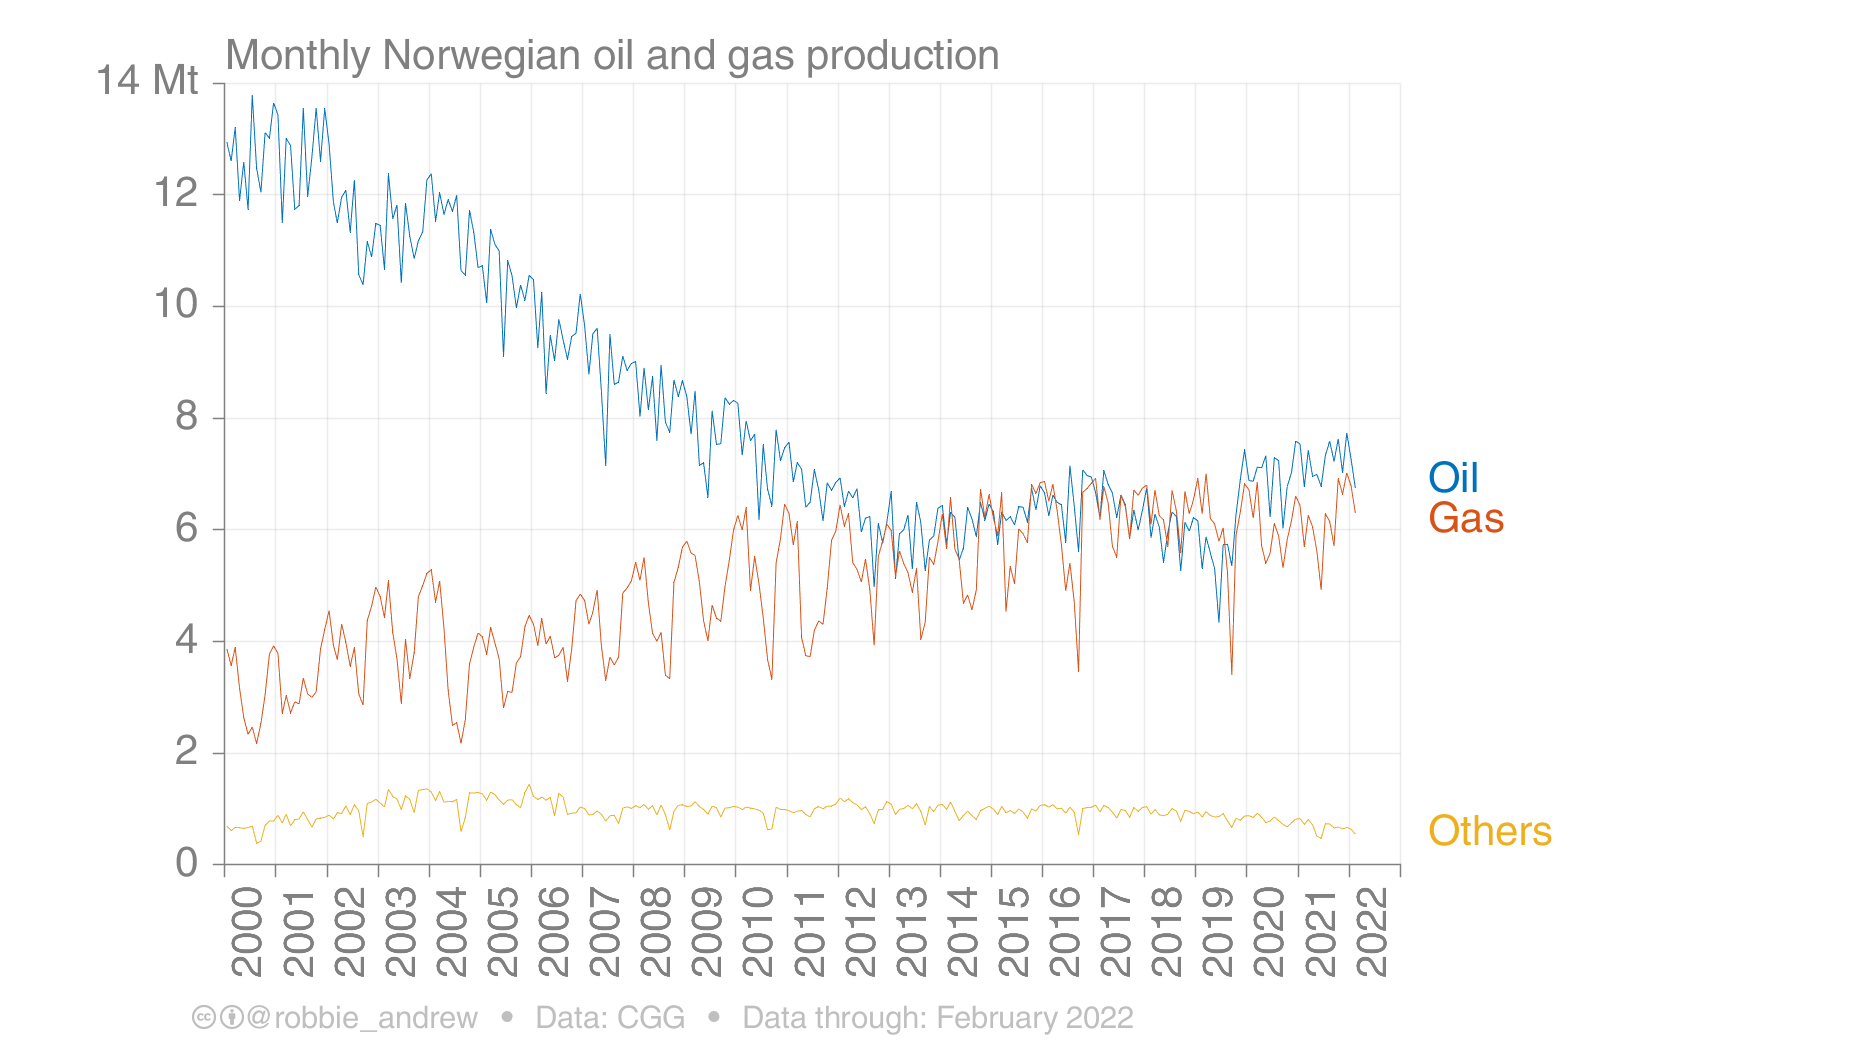 Monthly Norwegian oil and gas production
14 Mt
12
10
8
6
4
2
0
Oil
Gas
Others
2000 2001 2002 2003 2004 2005 2006 2007 2008 2009 2010 2011 2012 2013 2014 2015 2016 2017 2018 2019 2020 2021 2022
cc @robbie_andrew • Data: CGG • Data through: February 2022